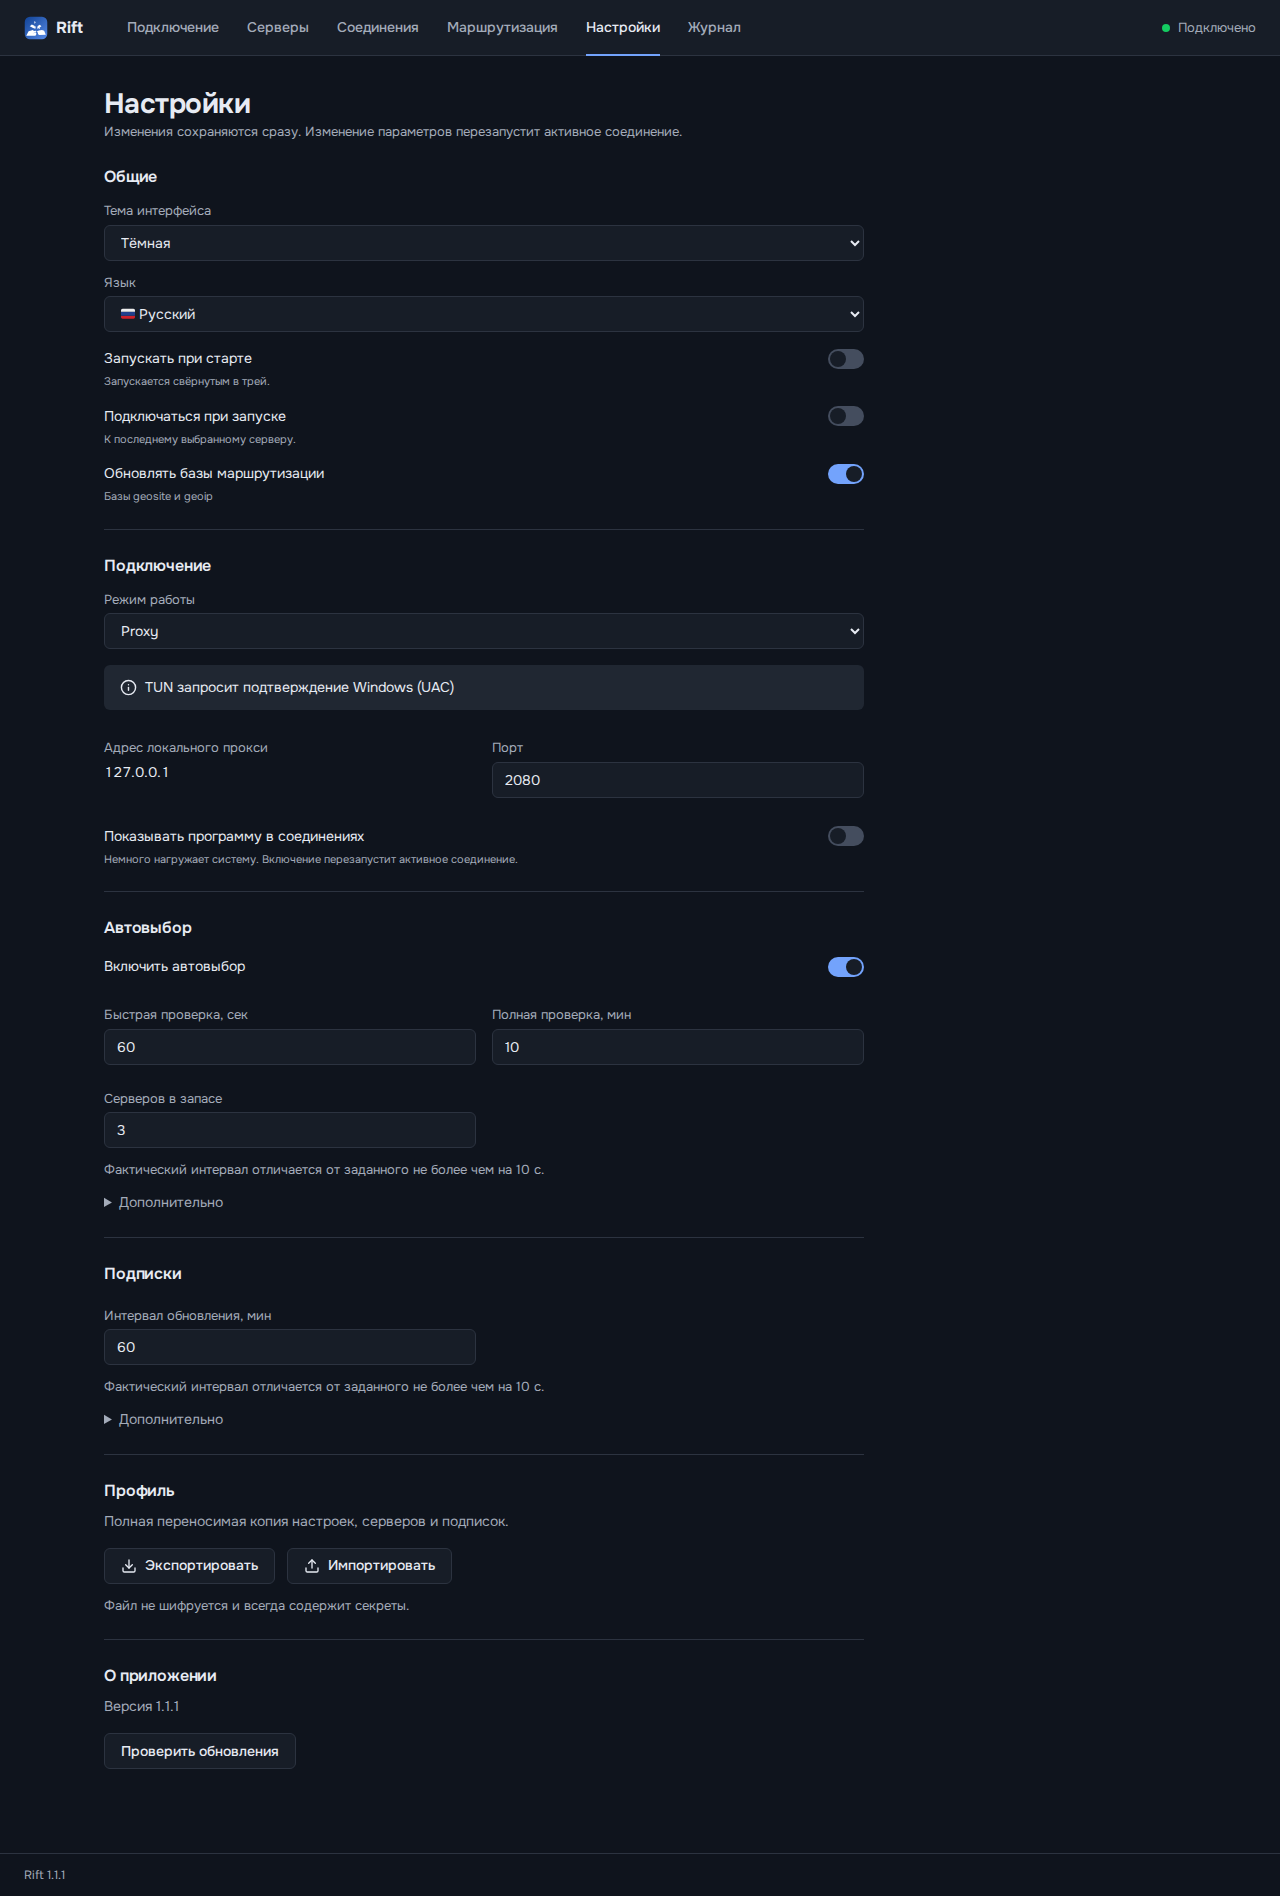 Rift
Подключение
Серверы
Соединения
Маршрутизация
Настройки
Журнал
Подключено
Настройки
Изменения сохраняются сразу. Изменение параметров перезапустит активное соединение.
Общие
Тема интерфейса
Тёмная
Язык
Русский
Запускать при старте
Запускается свёрнутым в трей.
Подключаться при запуске
К последнему выбранному серверу.
Обновлять базы маршрутизации
Базы geosite и geoip
Подключение
Режим работы
Proxy
TUN запросит подтверждение Windows (UAC)
Адрес локального прокси
127.0.0.1
Порт
2080
Показывать программу в соединениях
Немного нагружает систему. Включение перезапустит активное соединение.
Автовыбор
Включить автовыбор
Быстрая проверка, сек
60
Полная проверка, мин
10
Серверов в запасе
3
Фактический интервал отличается от заданного не более чем на 10 с.
Дополнительно
Подписки
Интервал обновления, мин
60
Фактический интервал отличается от заданного не более чем на 10 с.
Дополнительно
Профиль
Полная переносимая копия настроек, серверов и подписок.
Экспортировать
Импортировать
Файл не шифруется и всегда содержит секреты.
О приложении
Версия 1.1.1
Проверить обновления
Rift 1.1.1